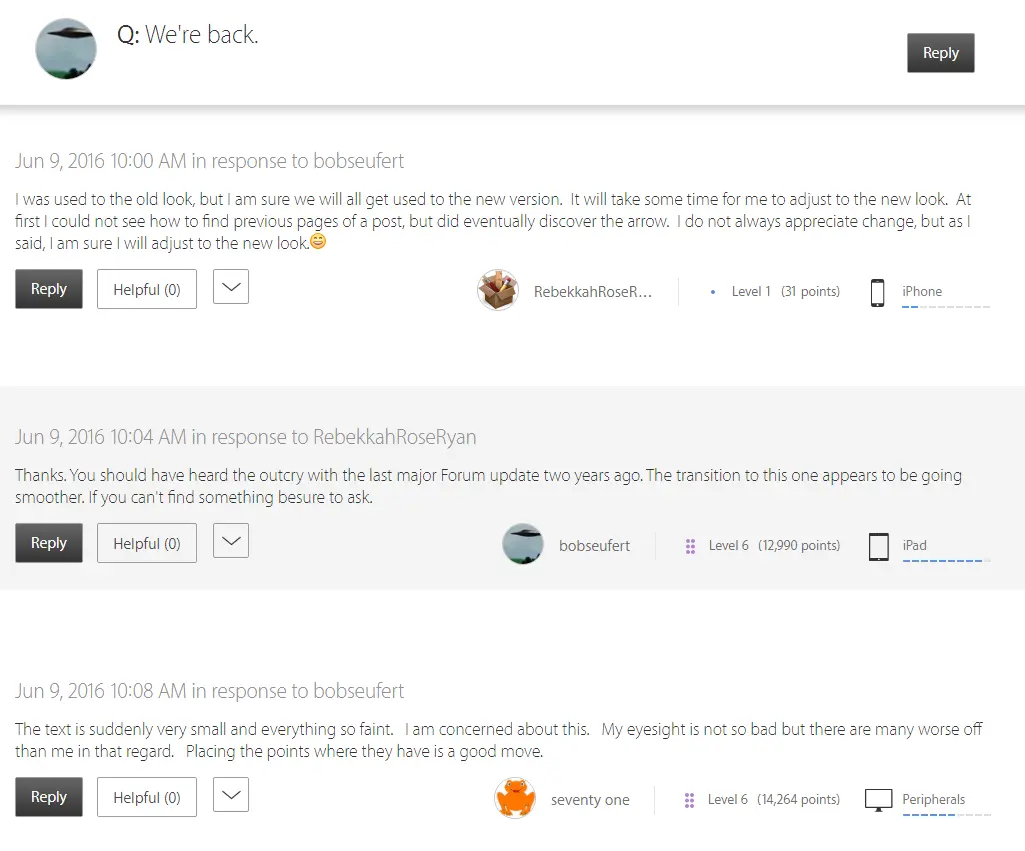 Q: We're back.
Reply
Jun 9, 2016 10:00 AM in response to bobseufert
I was used to the old look, but I am sure we will all get used to the new version.  It will take some time for me to adjust to the new look.  At
first I could not see how to find previous pages of a post, but did eventually discover the arrow.  I do not always appreciate change, but as I
said, I am sure I will adjust to the new look.😄
Reply Helpful (0) RebekkahRoseR... Level 1 (31 points) iPhone
Jun 9, 2016 10:04 AM in response to RebekkahRoseRyan
Thanks. You should have heard the outcry with the last major Forum update two years ago. The transition to this one appears to be going
smoother. If you can't find something besure to ask.
Reply Helpful (0) bobseufert Level 6 (12,990 points) iPad
Jun 9, 2016 10:08 AM in response to bobseufert
The text is suddenly very small and everything so faint.   I am concerned about this.   My eyesight is not so bad but there are many worse off
than me in that regard.   Placing the points where they have is a good move.
Reply Helpful (0) seventy one Level 6 (14,264 points) Peripherals